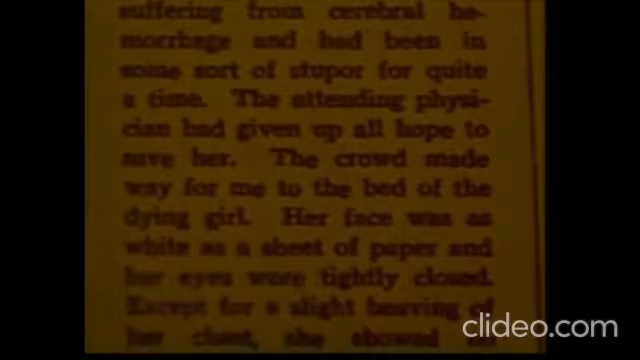 suffering from cerebral he-
morrhage and had been in
some sort of stupor for quite
a time. The attending physi-
cian had given up all hope to
save her. The crowd made
way for me to the bed of the
dying girl. Her face was as
white as a sheet of paper and
her eyes were tightly closed.
Except for a slight heaving of
her chest, she showed
clideo.com